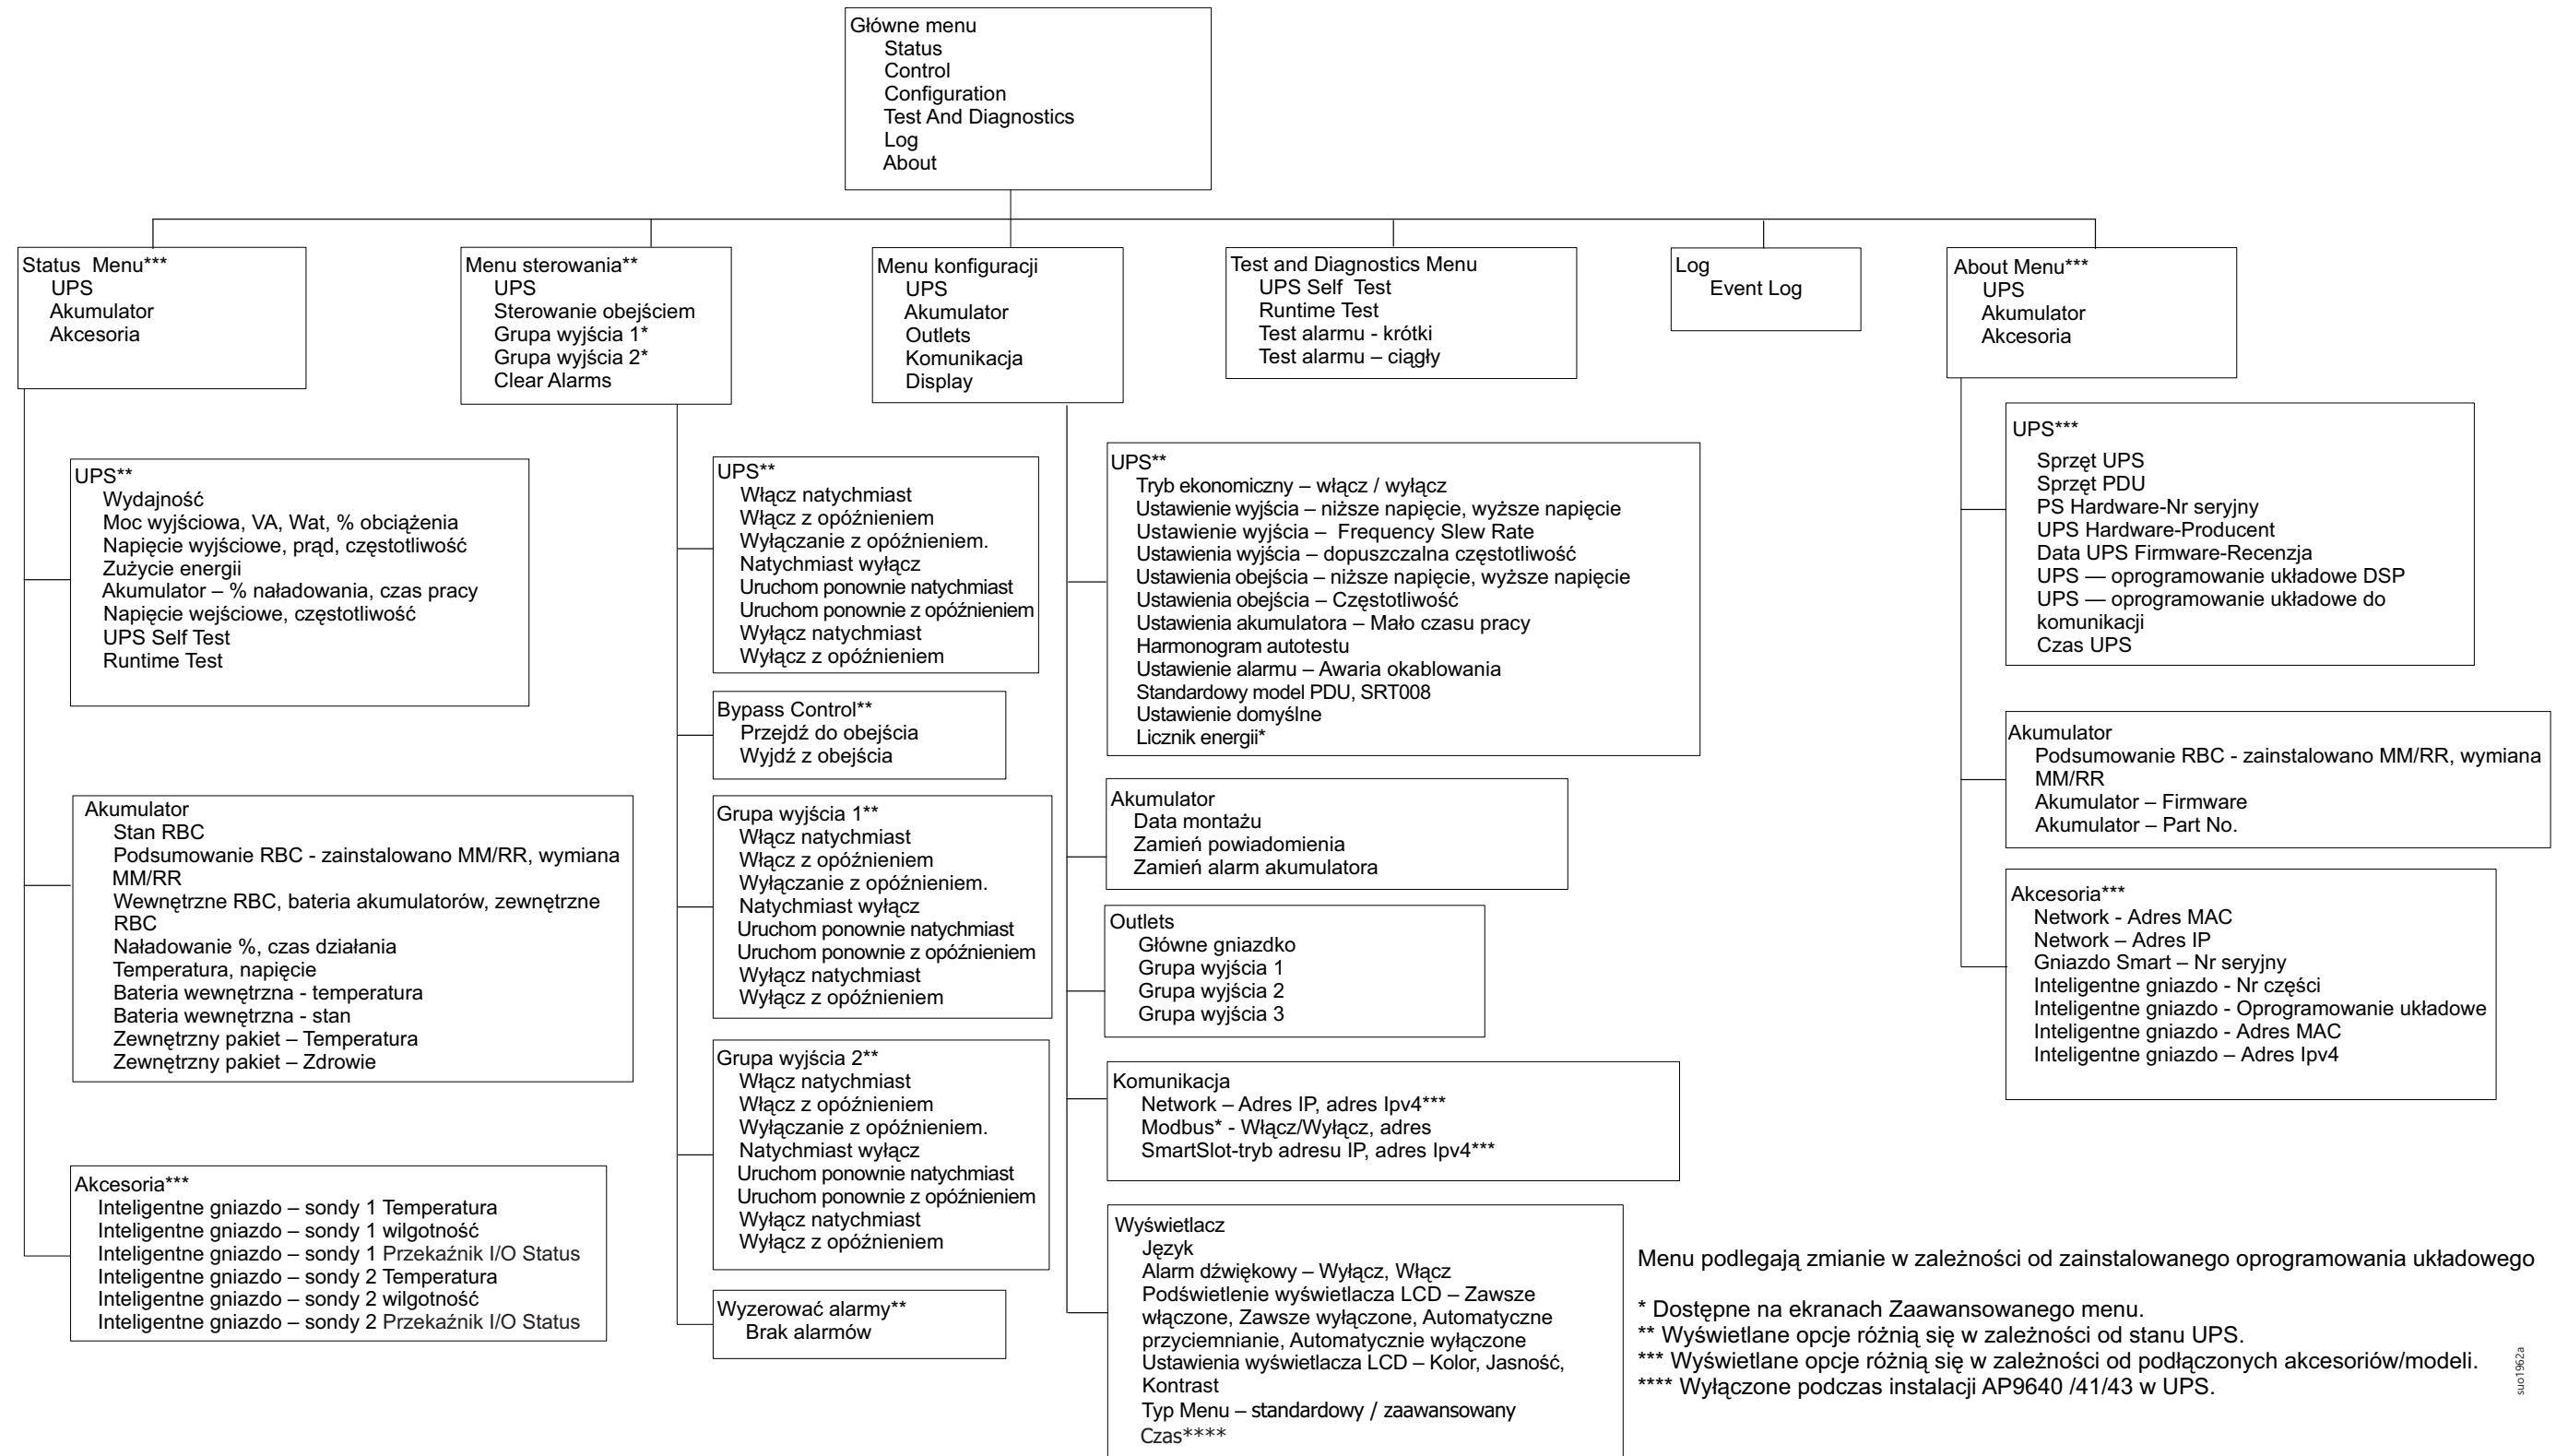 Główne menu
Status
Control
Configuration
Test And Diagnostics
Log
About
Status Menu***
UPS
Akumulator
Akcesoria
UPS**
Wydajność
Moc wyjściowa, VA, Wat, % obciążenia
Napięcie wyjściowe, prąd, częstotliwość
Zużycie energii
Akumulator – % naładowania, czas pracy
Napięcie wejściowe, częstotliwość
UPS Self Test
Runtime Test
Akumulator
Stan RBC
Podsumowanie RBC - zainstalowano MM/RR, wymiana
MM/RR
Wewnętrzne RBC, bateria akumulatorów, zewnętrzne
RBC
Naładowanie %, czas działania
Temperatura, napięcie
Bateria wewnętrzna - temperatura
Bateria wewnętrzna - stan
Zewnętrzny pakiet – Temperatura
Zewnętrzny pakiet – Zdrowie
Akcesoria***
Inteligentne gniazdo – sondy 1 Temperatura
Inteligentne gniazdo – sondy 1 wilgotność
Inteligentne gniazdo – sondy 1 Przekaźnik I/O Status
Inteligentne gniazdo – sondy 2 Temperatura
Inteligentne gniazdo – sondy 2 wilgotność
Inteligentne gniazdo – sondy 2 Przekaźnik I/O Status
Menu sterowania**
UPS
Sterowanie obejściem
Grupa wyjścia 1*
Grupa wyjścia 2*
Clear Alarms
UPS**
Włącz natychmiast
Włącz z opóźnieniem
Wyłączanie z opóźnieniem.
Natychmiast wyłącz
Uruchom ponownie natychmiast
Uruchom ponownie z opóźnieniem
Wyłącz natychmiast
Wyłącz z opóźnieniem
Bypass Control**
Przejdź do obejścia
Wyjdź z obejścia
Grupa wyjścia 1**
Włącz natychmiast
Włącz z opóźnieniem
Wyłączanie z opóźnieniem.
Natychmiast wyłącz
Uruchom ponownie natychmiast
Uruchom ponownie z opóźnieniem
Wyłącz natychmiast
Wyłącz z opóźnieniem
Grupa wyjścia 2**
Włącz natychmiast
Włącz z opóźnieniem
Wyłączanie z opóźnieniem.
Natychmiast wyłącz
Uruchom ponownie natychmiast
Uruchom ponownie z opóźnieniem
Wyłącz natychmiast
Wyłącz z opóźnieniem
Wyzerować alarmy**
Brak alarmów
Menu konfiguracji
UPS
Akumulator
Outlets
Komunikacja
Display
UPS**
Tryb ekonomiczny – włącz / wyłącz
Ustawienie wyjścia – niższe napięcie, wyższe napięcie
Ustawienie wyjścia – Frequency Slew Rate
Ustawienia wyjścia – dopuszczalna częstotliwość
Ustawienia obejścia – niższe napięcie, wyższe napięcie
Ustawienia obejścia – Częstotliwość
Ustawienia akumulatora – Mało czasu pracy
Harmonogram autotestu
Ustawienie alarmu – Awaria okablowania
Standardowy model PDU, SRT008
Ustawienie domyślne
Licznik energii*
Akumulator
Data montażu
Zamień powiadomienia
Zamień alarm akumulatora
Outlets
Główne gniazdko
Grupa wyjścia 1
Grupa wyjścia 2
Grupa wyjścia 3
Komunikacja
Network – Adres IP, adres Ipv4***
Modbus* - Włącz/Wyłącz, adres
SmartSlot-tryb adresu IP, adres Ipv4***
Wyświetlacz
Język
Alarm dźwiękowy – Wyłącz, Włącz
Podświetlenie wyświetlacza LCD – Zawsze
włączone, Zawsze wyłączone, Automatyczne
przyciemnianie, Automatycznie wyłączone
Ustawienia wyświetlacza LCD – Kolor, Jasność,
Kontrast
Typ Menu – standardowy / zaawansowany
Czas****
Test and Diagnostics Menu
UPS Self Test
Runtime Test
Test alarmu - krótki
Test alarmu – ciągły
Log
Event Log
About Menu***
UPS
Akumulator
Akcesoria
UPS***
Sprzęt UPS
Sprzęt PDU
PS Hardware-Nr seryjny
UPS Hardware-Producent
Data UPS Firmware-Recenzja
UPS — oprogramowanie układowe DSP
UPS — oprogramowanie układowe do
komunikacji
Czas UPS
Akumulator
Podsumowanie RBC - zainstalowano MM/RR, wymiana
MM/RR
Akumulator – Firmware
Akumulator – Part No.
Akcesoria***
Network - Adres MAC
Network – Adres IP
Gniazdo Smart – Nr seryjny
Inteligentne gniazdo - Nr części
Inteligentne gniazdo - Oprogramowanie układowe
Inteligentne gniazdo - Adres MAC
Inteligentne gniazdo – Adres Ipv4
Menu podlegają zmianie w zależności od zainstalowanego oprogramowania układowego
* Dostępne na ekranach Zaawansowanego menu.
** Wyświetlane opcje różnią się w zależności od stanu UPS.
*** Wyświetlane opcje różnią się w zależności od podłączonych akcesoriów/modeli.
**** Wyłączone podczas instalacji AP9640 /41/43 w UPS.
suo1962a